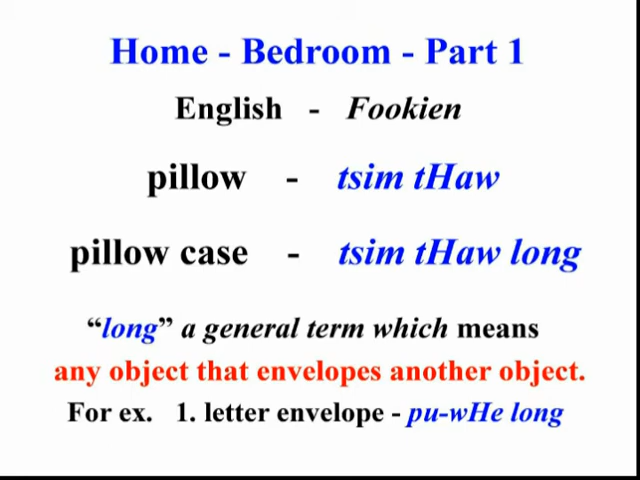 Home - Bedroom - Part 1
English - Fookien
pillow - tsim tHaw
pillow case - tsim tHaw long
“long” a general term which means
any object that envelopes another object.
For ex. 1. letter envelope - pu-wHe long